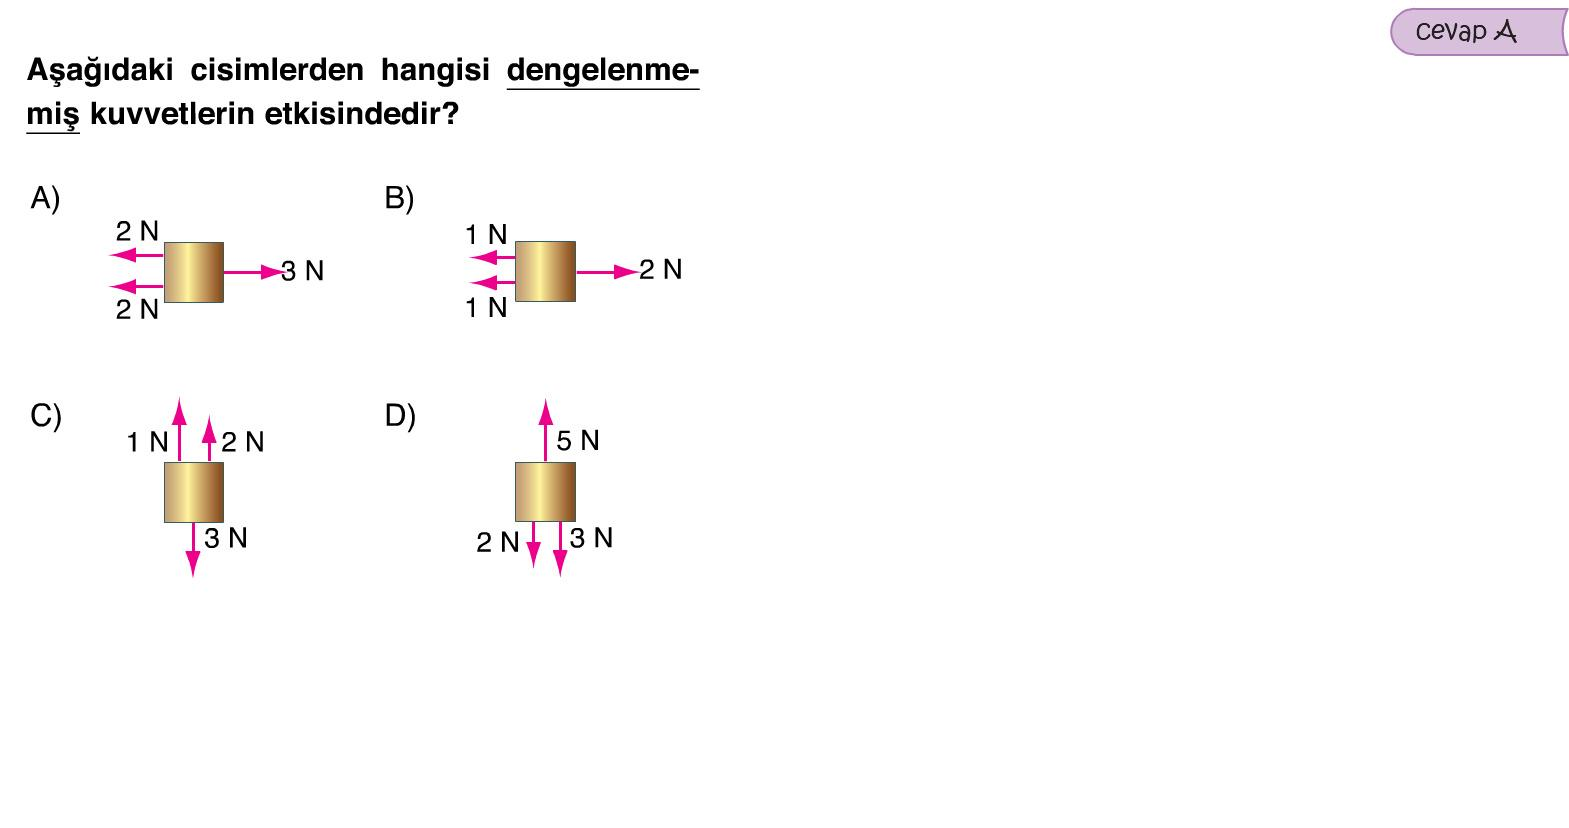 Cevap A
Aşağıdaki cisimlerden hangisi dengelenme-
miş kuvvetlerin etkisindedir?
A)
2 N
3 N
2 N
B)
1 N
2 N
1 N
C)
1 N
2 N
3 N
D)
5 N
2 N
3 N